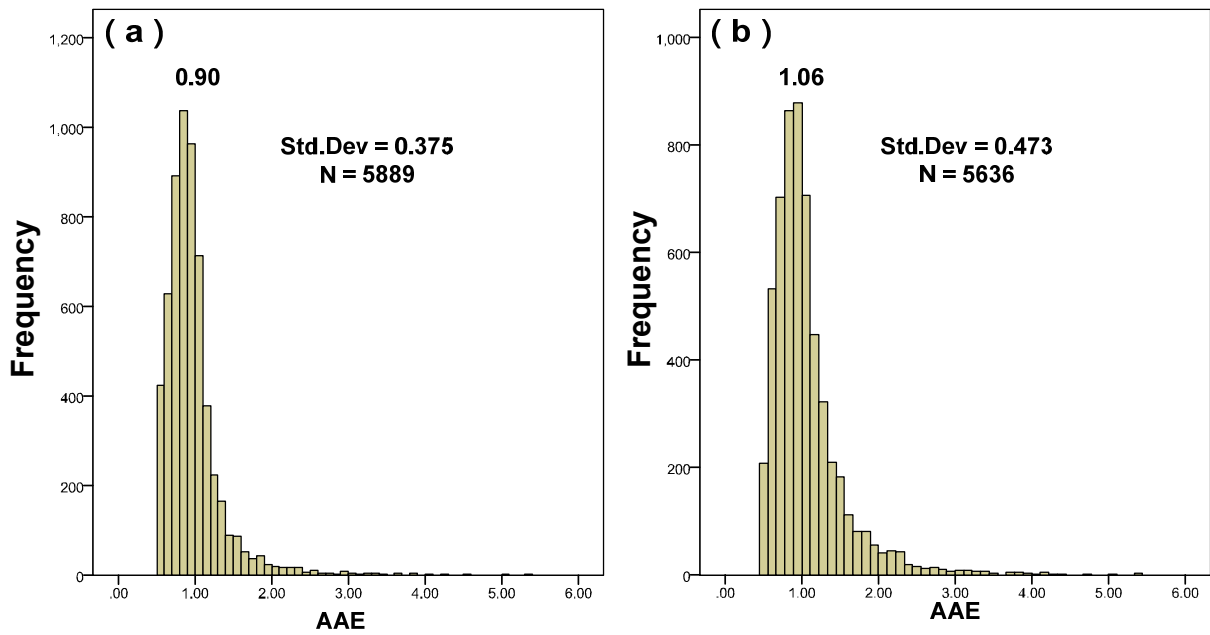 ( a )
0.90
Std.Dev = 0.375
N = 5889
Frequency
1,200
1,000
800
600
400
200
0
.00 1.00 2.00 3.00 4.00 5.00 6.00
AAE
( b )
1.06
Std.Dev = 0.473
N = 5636
Frequency
1,000
800
600
400
200
0
.00 1.00 2.00 3.00 4.00 5.00 6.00
AAE